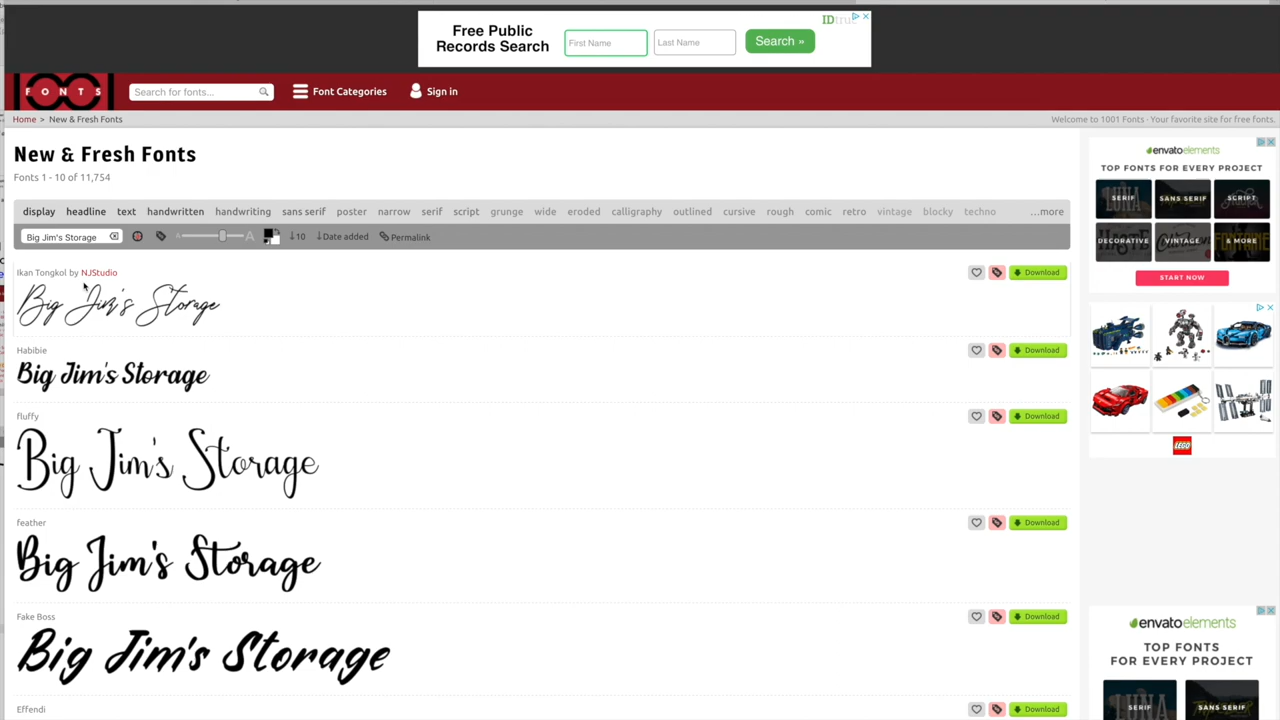 Free Public
Records Search
First Name
Last Name
Search »
FONTS
Search for fonts...
Font Categories
Sign in
Home > New & Fresh Fonts
Welcome to 1001 Fonts - Your favorite site for free fonts.
New & Fresh Fonts
Fonts 1 - 10 of 11,754
display headline text handwritten handwriting sans serif poster narrow serif script grunge wide eroded calligraphy outlined cursive rough comic retro vintage blocky techno ...more
Big Jim's Storage
A A
10
Date added
Permalink
Ikan Tongkol by NJStudio
Download
Big Jim's Storage
Habibie
Download
Big Jim's Storage
fluffy
Download
Big Jim's Storage
feather
Download
Big Jim's Storage
Fake Boss
Download
Big Jim's Storage
Effendi
Download
envatoelements
TOP FONTS FOR EVERY PROJECT
SERIF
SANS SERIF
SCRIPT
DECORATIVE
VINTAGE
& MORE
START NOW
LEGO
envatoelements
TOP FONTS
FOR EVERY PROJECT
SERIF
SANS SERIF